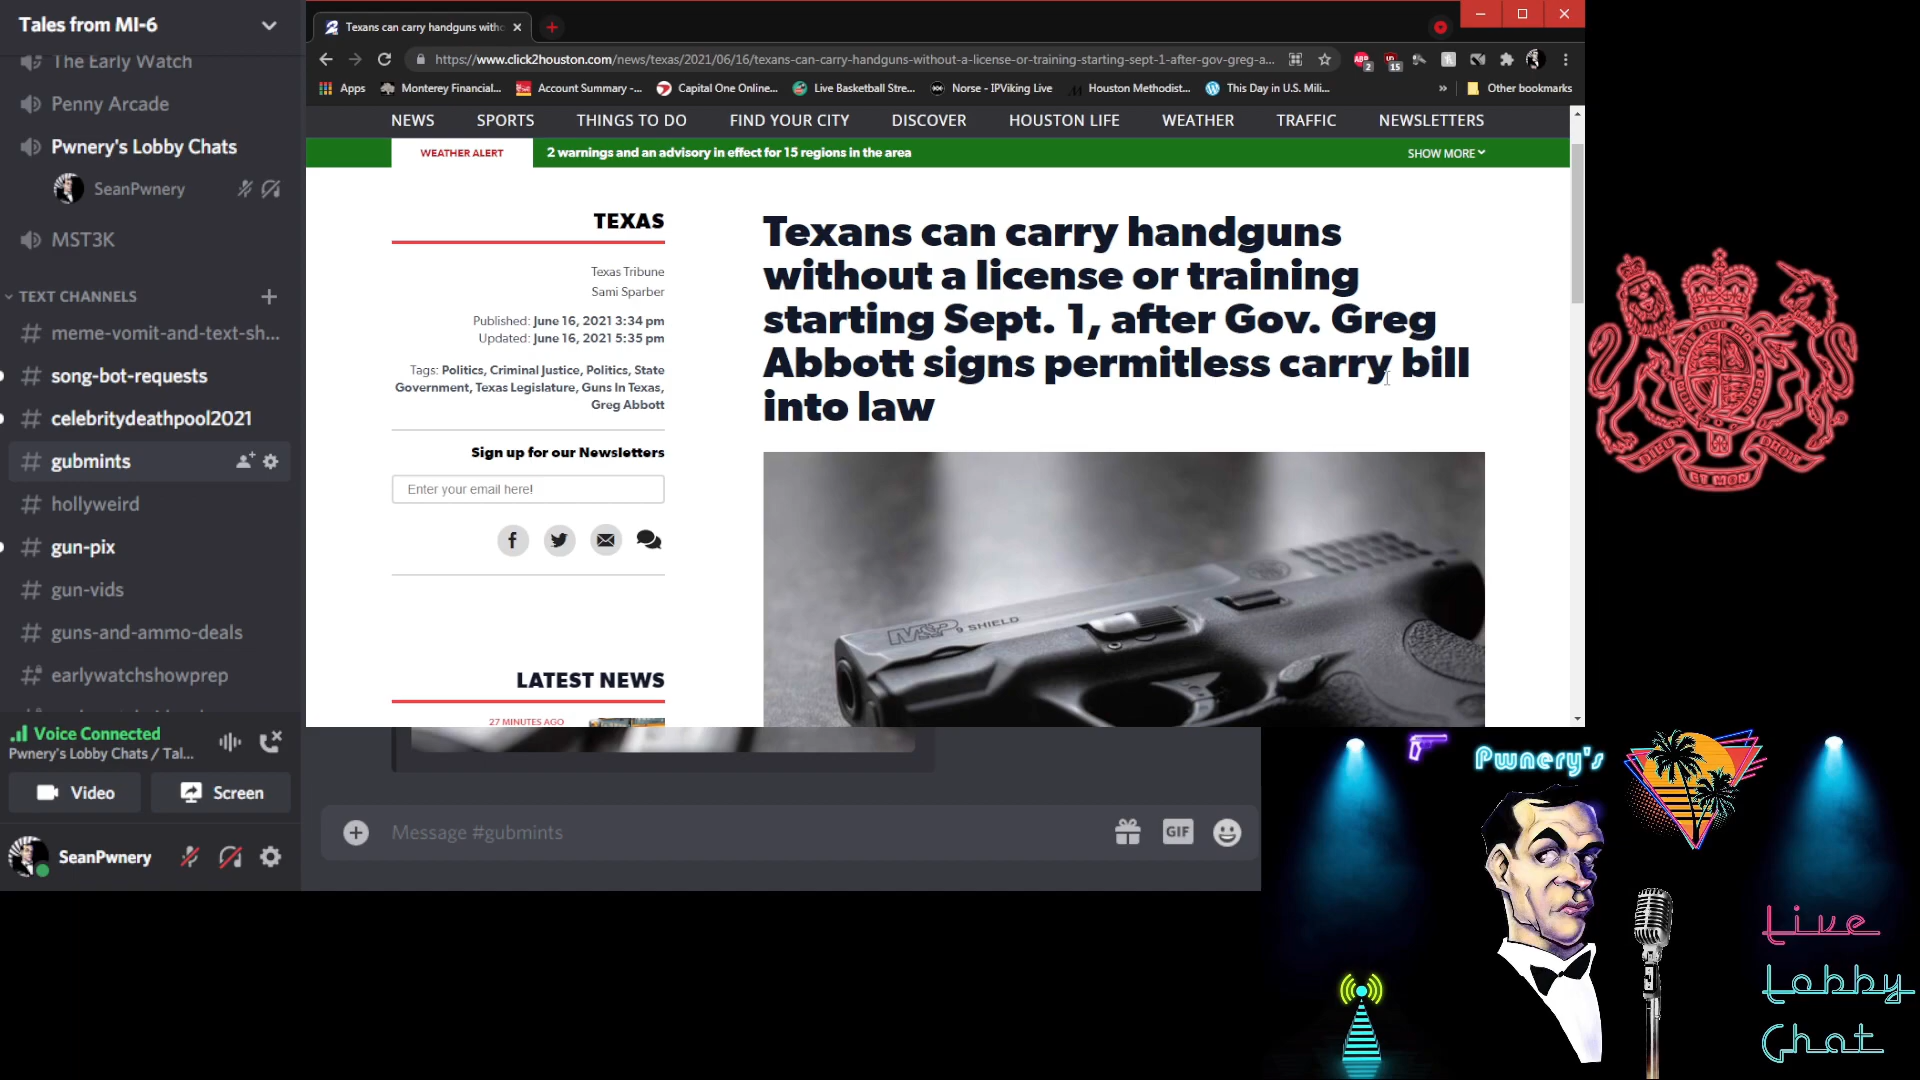 Tales from MI-6
The Early Watch
Penny Arcade
Pwnery's Lobby Chats
SeanPwnery
MST3K
TEXT CHANNELS
meme-vomit-and-text-sh...
song-bot-requests
celebritydeathpool2021
gubmints
hollyweird
gun-pix
gun-vids
guns-and-ammo-deals
earlywatchshowprep
Voice Connected
Pwnery's Lobby Chats / Tal...
Video
Screen
SeanPwnery
Texans can carry handguns witho
https://www.click2houston.com/news/texas/2021/06/16/texans-can-carry-handguns-without-a-license-or-training-starting-sept-1-after-gov-greg-a...
ABP
2
15
Apps
Monterey Financial...
Account Summary -...
Capital One Online...
Live Basketball Stre...
Norse - IPViking Live
Houston Methodist...
This Day in U.S. Mili...
»
Other bookmarks
NEWS
SPORTS
THINGS TO DO
FIND YOUR CITY
DISCOVER
HOUSTON LIFE
WEATHER
TRAFFIC
NEWSLETTERS
WEATHER ALERT
2 warnings and an advisory in effect for 15 regions in the area
SHOW MORE
TEXAS
Texas Tribune
Sami Sparber
Published: June 16, 2021 3:34 pm
Updated: June 16, 2021 5:35 pm
Tags: Politics, Criminal Justice, Politics, State
Government, Texas Legislature, Guns In Texas,
Greg Abbott
Sign up for our Newsletters
Enter your email here!
LATEST NEWS
27 MINUTES AGO
Texans can carry handguns
without a license or training
starting Sept. 1, after Gov. Greg
Abbott signs permitless carry bill
into law
M&P 9 SHIELD
Message #gubmints
GIF
ET MON
Pwnery's
Live
Lobby
Chat